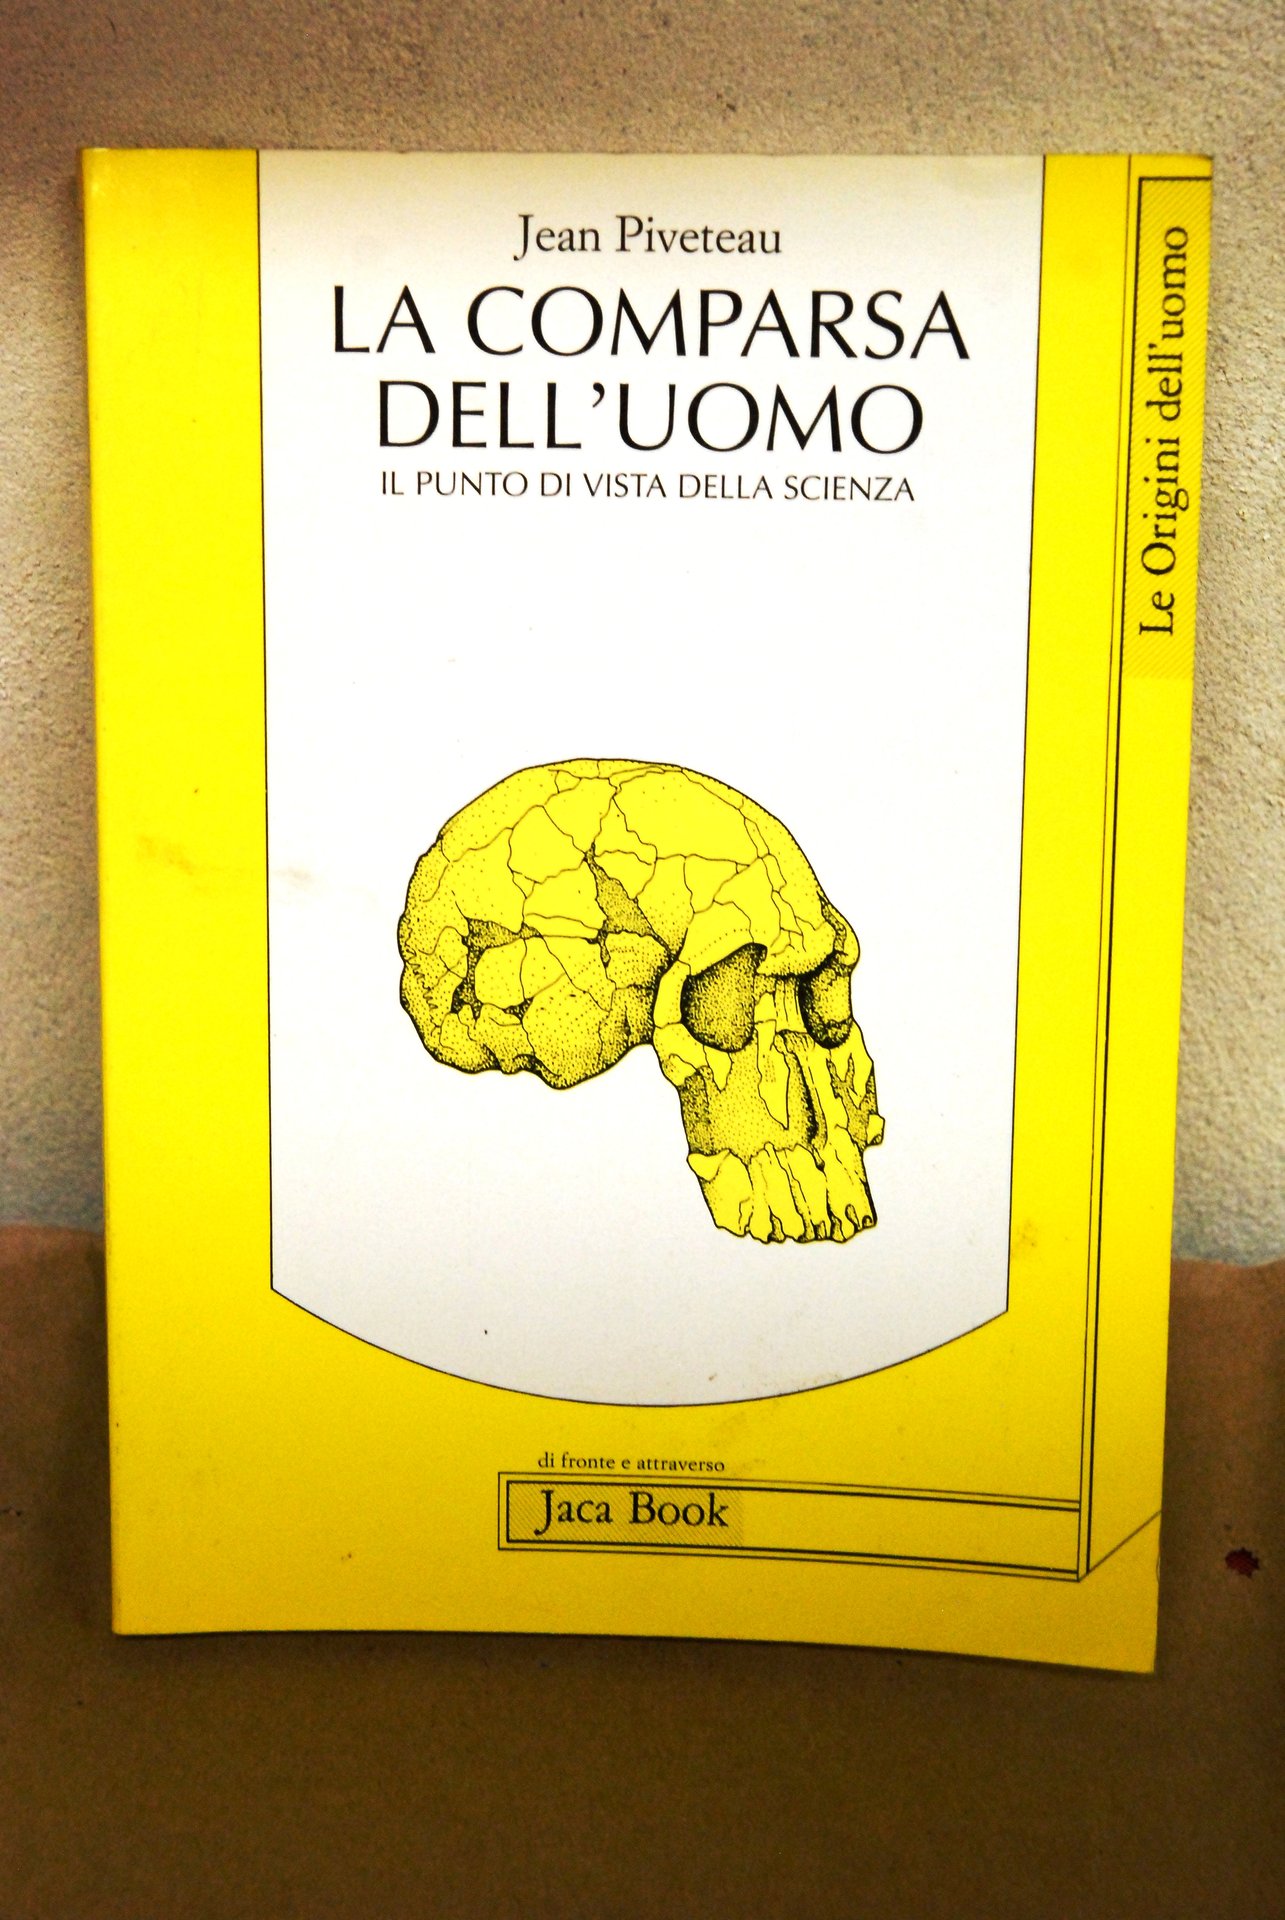 Jean Piveteau
LA COMPARSA
DELL'UOMO
IL PUNTO DI VISTA DELLA SCIENZA
Le Origini dell'uomo
di fronte e attraverso
Jaca Book